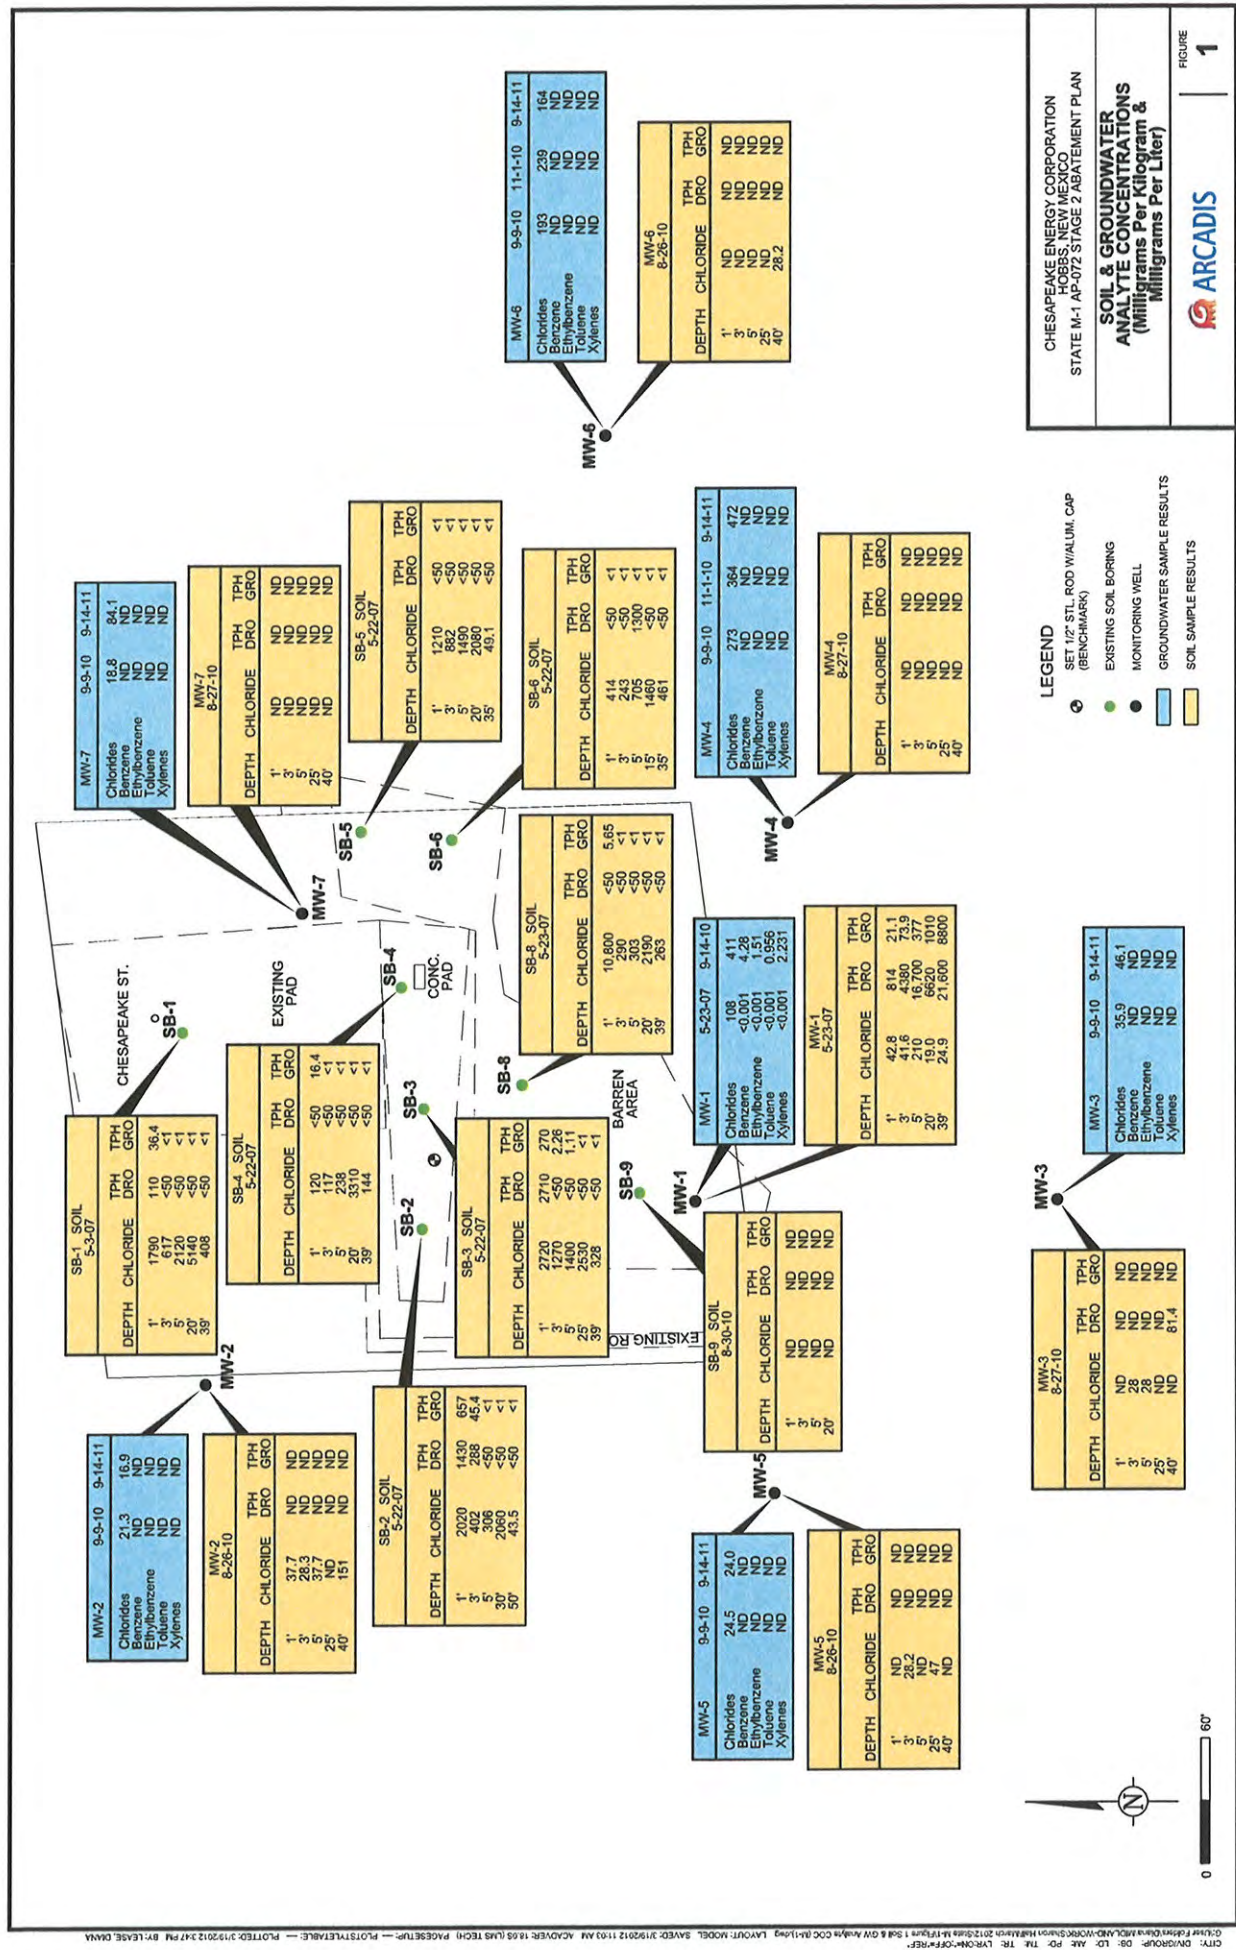 MW-2 9-9-10 9-14-11
Chlorides 21.3 16.9
Benzene ND ND
Ethylbenzene ND ND
Toluene ND ND
Xylenes ND ND
MW-2
8-26-10
DEPTH CHLORIDE TPH DRO TPH GRO
1' 37.7 ND ND
3' 28.3 ND ND
5' 37.7 ND ND
25' ND ND ND
40' 151 ND ND
MW-2
SB-1 SOIL
5-3-07
DEPTH CHLORIDE TPH DRO TPH GRO
1' 1790 110 36.4
3' 617 <50 <1
5' 2120 <50 <1
20' 5140 <50 <1
39' 408 <50 <1
CHESAPEAKE ST.
SB-1
EXISTING
PAD
MW-7 9-9-10 9-14-11
Chlorides 18.8 84.1
Benzene ND ND
Ethylbenzene ND ND
Toluene ND ND
Xylenes ND ND
MW-7
8-27-10
DEPTH CHLORIDE TPH DRO TPH GRO
1' ND ND ND
3' ND ND ND
5' ND ND ND
25' ND ND ND
40' ND ND ND
MW-7
SB-4 SOIL
5-22-07
DEPTH CHLORIDE TPH DRO TPH GRO
1' 120 <50 16.4
3' 117 <50 <1
5' 238 <50 <1
20' 3310 <50 <1
39' 144 <50 <1
SB-4
CONC.
PAD
SB-5 SOIL
5-22-07
DEPTH CHLORIDE TPH DRO TPH GRO
1' 1210 <50 <1
3' 882 <50 <1
5' 1490 <50 <1
20' 2080 <50 <1
35' 49.1 <50 <1
SB-5
SB-2 SOIL
5-22-07
DEPTH CHLORIDE TPH DRO TPH GRO
1' 2020 1430 657
3' 402 288 45.4
5' 306 <50 <1
30' 2060 <50 <1
50' 43.5 <50 <1
SB-2
SB-3
SB-3 SOIL
5-22-07
DEPTH CHLORIDE TPH DRO TPH GRO
1' 2720 2710 270
3' 1270 <50 2.26
5' 1400 <50 1.11
25' 2530 <50 <1
39' 328 <50 <1
SB-6
SB-6 SOIL
5-22-07
DEPTH CHLORIDE TPH DRO TPH GRO
1' 414 <50 <1
3' 243 <50 <1
5' 705 1300 <1
15' 1460 <50 <1
35' 461 <50 <1
SB-8
SB-8 SOIL
5-23-07
DEPTH CHLORIDE TPH DRO TPH GRO
1' 10,800 <50 5.65
3' 290 <50 <1
5' 303 <50 <1
20' 2190 <50 <1
39' 263 <50 <1
MW-6 9-9-10 11-1-10 9-14-11
Chlorides 193 239 164
Benzene ND ND ND
Ethylbenzene ND ND ND
Toluene ND ND ND
Xylenes ND ND ND
MW-6
MW-6
8-26-10
DEPTH CHLORIDE TPH DRO TPH GRO
1' ND ND ND
3' ND ND ND
5' ND ND ND
25' ND ND ND
40' 28.2 ND ND
EXISTING RO
BARREN
AREA
SB-9
SB-9 SOIL
8-30-10
DEPTH CHLORIDE TPH DRO TPH GRO
1' ND ND ND
3' ND ND ND
5' ND ND ND
20' ND ND ND
MW-1
MW-1 5-23-07 9-14-10
Chlorides 108 411
Benzene <0.001 4.28
Ethylbenzene <0.001 1.51
Toluene <0.001 0.956
Xylenes <0.001 2.231
MW-1
5-23-07
DEPTH CHLORIDE TPH DRO TPH GRO
1' 42.8 814 21.1
3' 41.6 4380 73.9
5' 210 16,700 377
20' 19.0 6620 1010
39' 24.9 21,600 8800
MW-4 9-9-10 11-1-10 9-14-11
Chlorides 273 364 472
Benzene ND ND ND
Ethylbenzene ND ND ND
Toluene ND ND ND
Xylenes ND ND ND
MW-4
MW-4
8-27-10
DEPTH CHLORIDE TPH DRO TPH GRO
1' ND ND ND
3' ND ND ND
5' ND ND ND
25' ND ND ND
40' ND ND ND
MW-5 9-9-10 9-14-11
Chlorides 24.5 24.0
Benzene ND ND
Ethylbenzene ND ND
Toluene ND ND
Xylenes ND ND
MW-5
MW-5
8-26-10
DEPTH CHLORIDE TPH DRO TPH GRO
1' ND ND ND
3' 28.2 ND ND
5' ND ND ND
25' 47 ND ND
40' ND ND ND
MW-3
8-27-10
DEPTH CHLORIDE TPH DRO TPH GRO
1' ND ND ND
3' 28 ND ND
5' 28 ND ND
25' ND ND ND
40' ND 81.4 ND
MW-3
MW-3 9-9-10 9-14-11
Chlorides 35.9 46.1
Benzene ND ND
Ethylbenzene ND ND
Toluene ND ND
Xylenes ND ND
N
0 60'
LEGEND
SET 1/2" STL. ROD W/ALUM. CAP
(BENCHMARK)
EXISTING SOIL BORING
MONITORING WELL
GROUNDWATER SAMPLE RESULTS
SOIL SAMPLE RESULTS
CHESAPEAKE ENERGY CORPORATION
HOBBS, NEW MEXICO
STATE M-1 AP-072 STAGE 2 ABATEMENT PLAN
SOIL & GROUNDWATER
ANALYTE CONCENTRATIONS
(Milligrams Per Kilogram &
Milligrams Per Liter)
ARCADIS
FIGURE
1
LAYOUT: MODEL SAVED: 3/19/2012 11:03 AM ACADVER: 18.0S (LMS TECH) PAGESETUP: --- PLOTSTYLETABLE: --- PLOTTED: 3/19/2012 3:47 PM BY: LEASE, DIANA